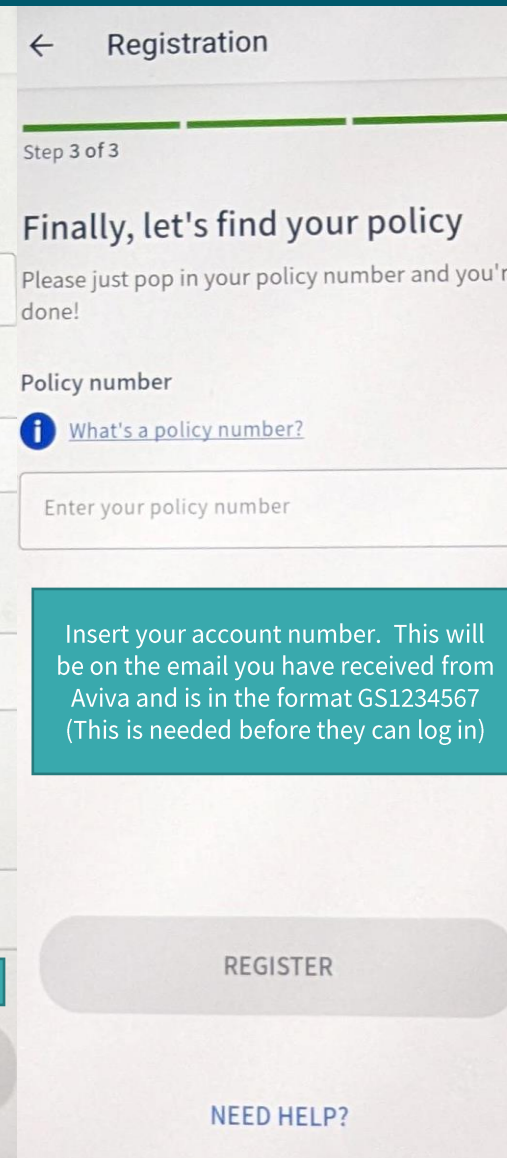 Registration
Step 3 of 3
Finally, let's find your policy
Please just pop in your policy number and
done!
Policy number
What's a policy number?
Enter your policy number
Insert your account number. This will
be on the email you have received from
Aviva and is in the format GS1234567
(This is needed before they can log in)
REGISTER
NEED HELP?